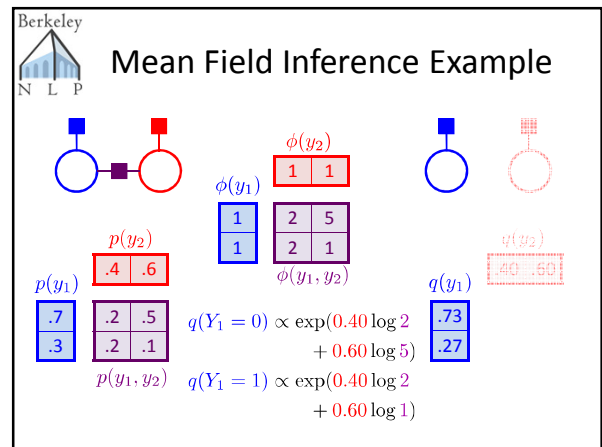 Berkeley
N L P
Mean Field Inference Example
ϕ(y₂)
1 1
ϕ(y₁)
1
1
2 5
2 1
ϕ(y₁, y₂)
p(y₂)
.4 .6
p(y₁)
.7
.3
.2 .5
.2 .1
p(y₁, y₂)
q(Y₁ = 0) ∝ exp(0.40 log 2
+ 0.60 log 5)
q(Y₁ = 1) ∝ exp(0.40 log 2
+ 0.60 log 1)
q(y₂)
.40 .60
q(y₁)
.73
.27